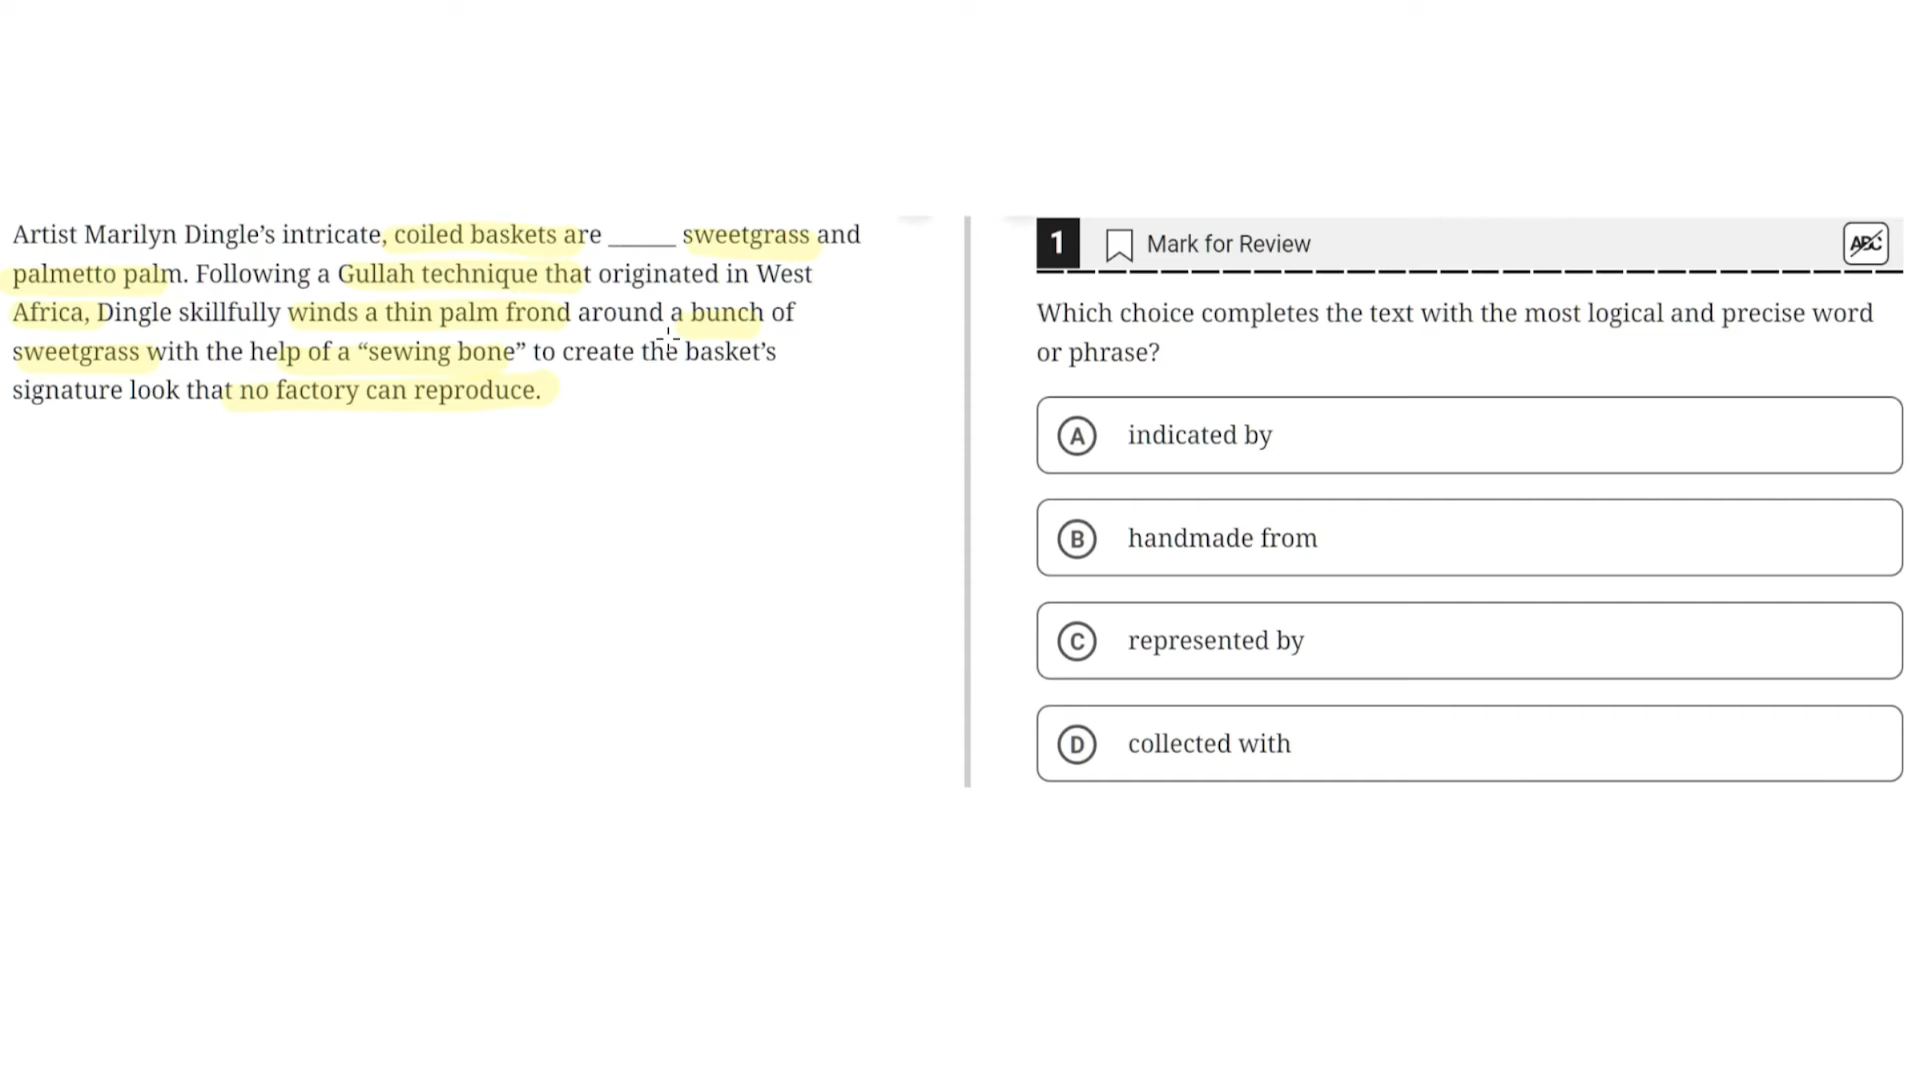 Artist Marilyn Dingle’s intricate, coiled baskets are ______ sweetgrass and
palmetto palm. Following a Gullah technique that originated in West
Africa, Dingle skillfully winds a thin palm frond around a bunch of
sweetgrass with the help of a “sewing bone” to create the basket’s
signature look that no factory can reproduce.
1 Mark for Review ABC
Which choice completes the text with the most logical and precise word
or phrase?
A indicated by
B handmade from
C represented by
D collected with